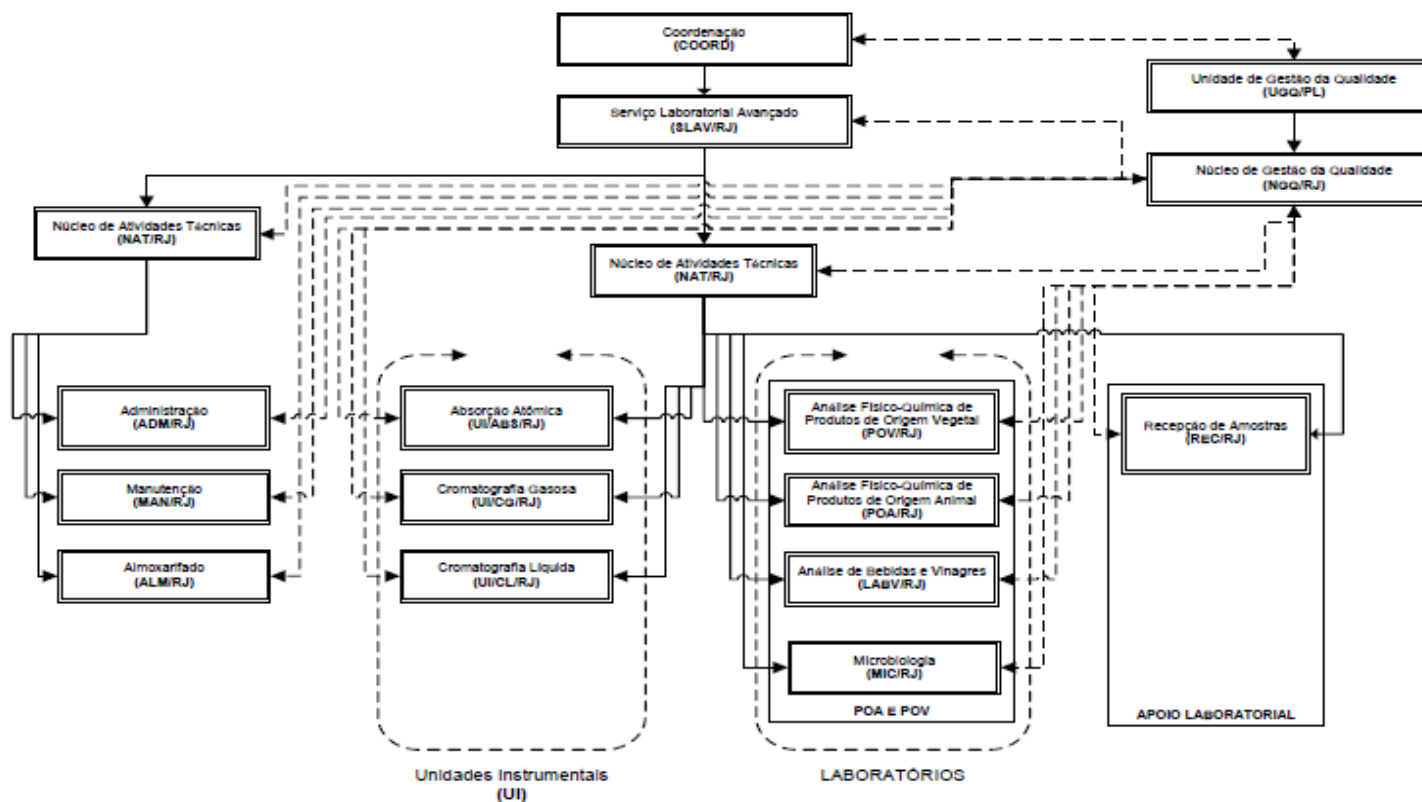 Coordenação
(COORD)
Unidade de Gestão da Qualidade
(UGQ/PL)
Serviço Laboratorial Avançado
(SLAV/RJ)
Núcleo de Gestão da Qualidade
(NGQ/RJ)
Núcleo de Atividades Técnicas
(NAT/RJ)
Núcleo de Atividades Técnicas
(NAT/RJ)
Administração
(ADM/RJ)
Manutenção
(MAN/RJ)
Almoxarifado
(ALM/RJ)
Absorção Atômica
(UI/ABS/RJ)
Cromatografia Gasosa
(UI/CG/RJ)
Cromatografia Líquida
(UI/CL/RJ)
Unidades Instrumentais
(UI)
Análise Físico-Química de
Produtos de Origem Vegetal
(POV/RJ)
Análise Físico-Química de
Produtos de Origem Animal
(POA/RJ)
Análise de Bebidas e Vinagres
(LABV/RJ)
Microbiologia
(MIC/RJ)
POA E POV
LABORATÓRIOS
Recepção de Amostras
(REC/RJ)
APOIO LABORATORIAL